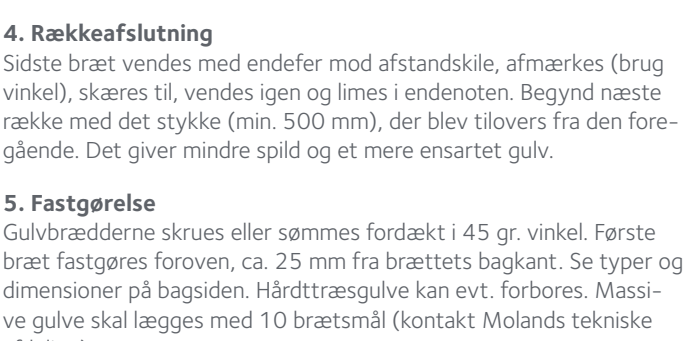 4. Rækkeafslutning
Sidste bræt vendes med endefer mod afstandskile, afmærkes (brug
vinkel), skæres til, vendes igen og limes i endenoten. Begynd næste
række med det stykke (min. 500 mm), der blev tilovers fra den fore-
gående. Det giver mindre spild og et mere ensartet gulv.
5. Fastgørelse
Gulvbrædderne skrues eller sømmes fordækt i 45 gr. vinkel. Første
bræt fastgøres foroven, ca. 25 mm fra brættets bagkant. Se typer og
dimensioner på bagsiden. Hårdttræsgulve kan evt. forbores. Massi-
ve gulve skal lægges med 10 brætsmål (kontakt Molands tekniske